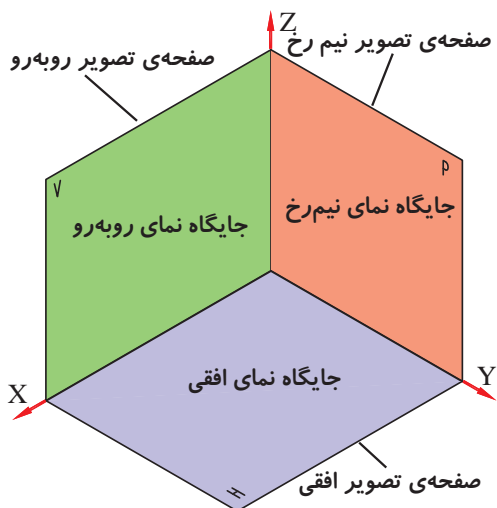 Z
صفحه‌ی تصویر نیم رخ
صفحه‌ی تصویر روبه‌رو
V
P
جایگاه نمای نیم‌رخ
جایگاه نمای روبه‌رو
جایگاه نمای افقی
X
Y
صفحه‌ی تصویر افقی
H